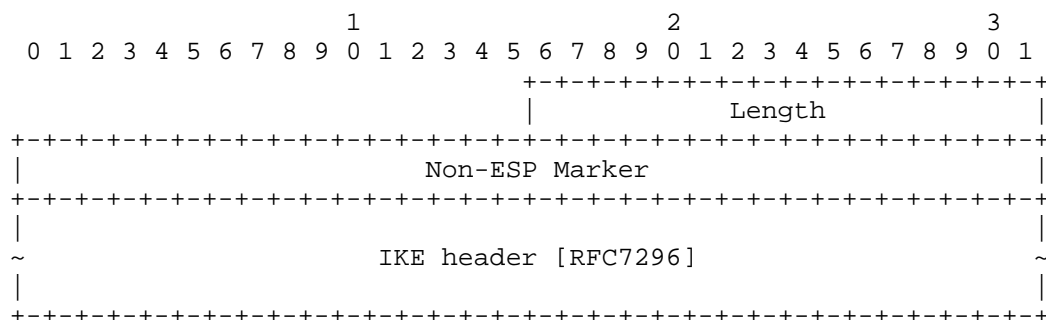 1                   2                   3
 0 1 2 3 4 5 6 7 8 9 0 1 2 3 4 5 6 7 8 9 0 1 2 3 4 5 6 7 8 9 0 1
                                +-+-+-+-+-+-+-+-+-+-+-+-+-+-+-+-+
                                |            Length             |
+-+-+-+-+-+-+-+-+-+-+-+-+-+-+-+-+-+-+-+-+-+-+-+-+-+-+-+-+-+-+-+-+
|                         Non-ESP Marker                        |
+-+-+-+-+-+-+-+-+-+-+-+-+-+-+-+-+-+-+-+-+-+-+-+-+-+-+-+-+-+-+-+-+
|                                                               |
~                      IKE header [RFC7296]                     ~
|                                                               |
+-+-+-+-+-+-+-+-+-+-+-+-+-+-+-+-+-+-+-+-+-+-+-+-+-+-+-+-+-+-+-+-+